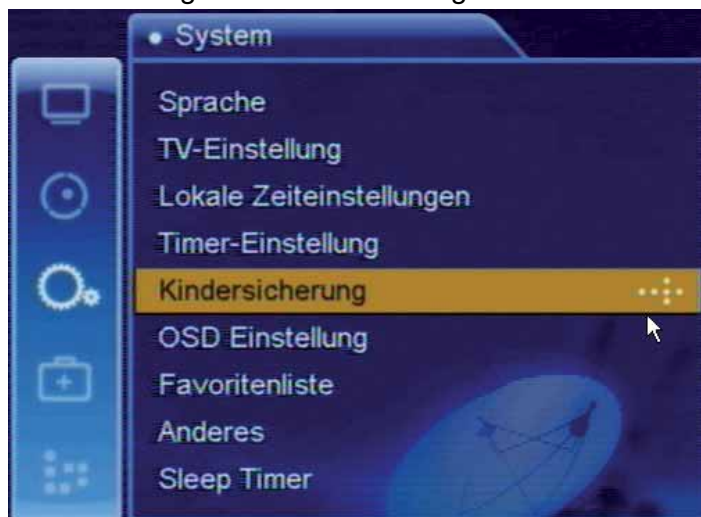 • System
Sprache
TV-Einstellung
Lokale Zeiteinstellungen
Timer-Einstellung
Kindersicherung
OSD Einstellung
Favoritenliste
Anderes
Sleep Timer